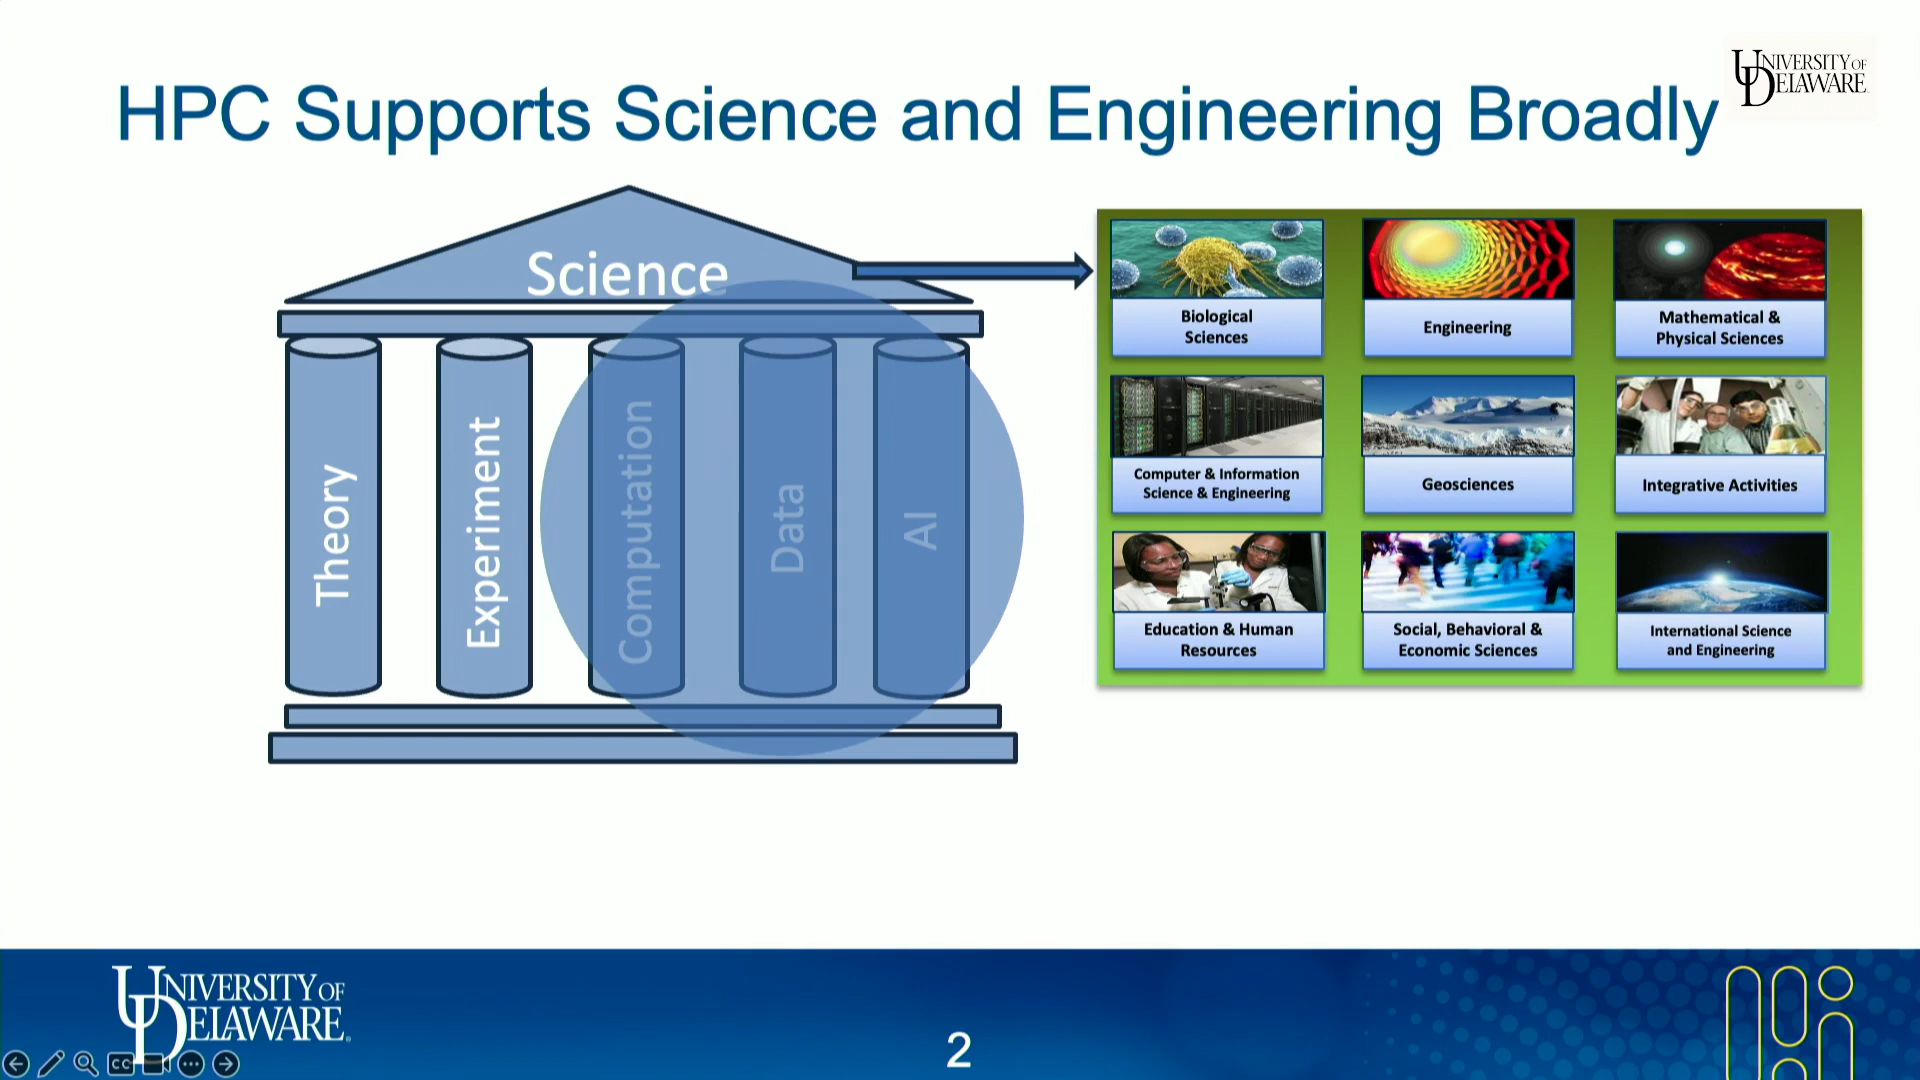 HPC Supports Science and Engineering Broadly
UNIVERSITY OF
DELAWARE
Science
Theory
Experiment
Computation
Data
AI
Biological
Sciences
Engineering
Mathematical &
Physical Sciences
Computer & Information
Science & Engineering
Geosciences
Integrative Activities
Education & Human
Resources
Social, Behavioral &
Economic Sciences
International Science
and Engineering
UNIVERSITY OF
DELAWARE
2
CC